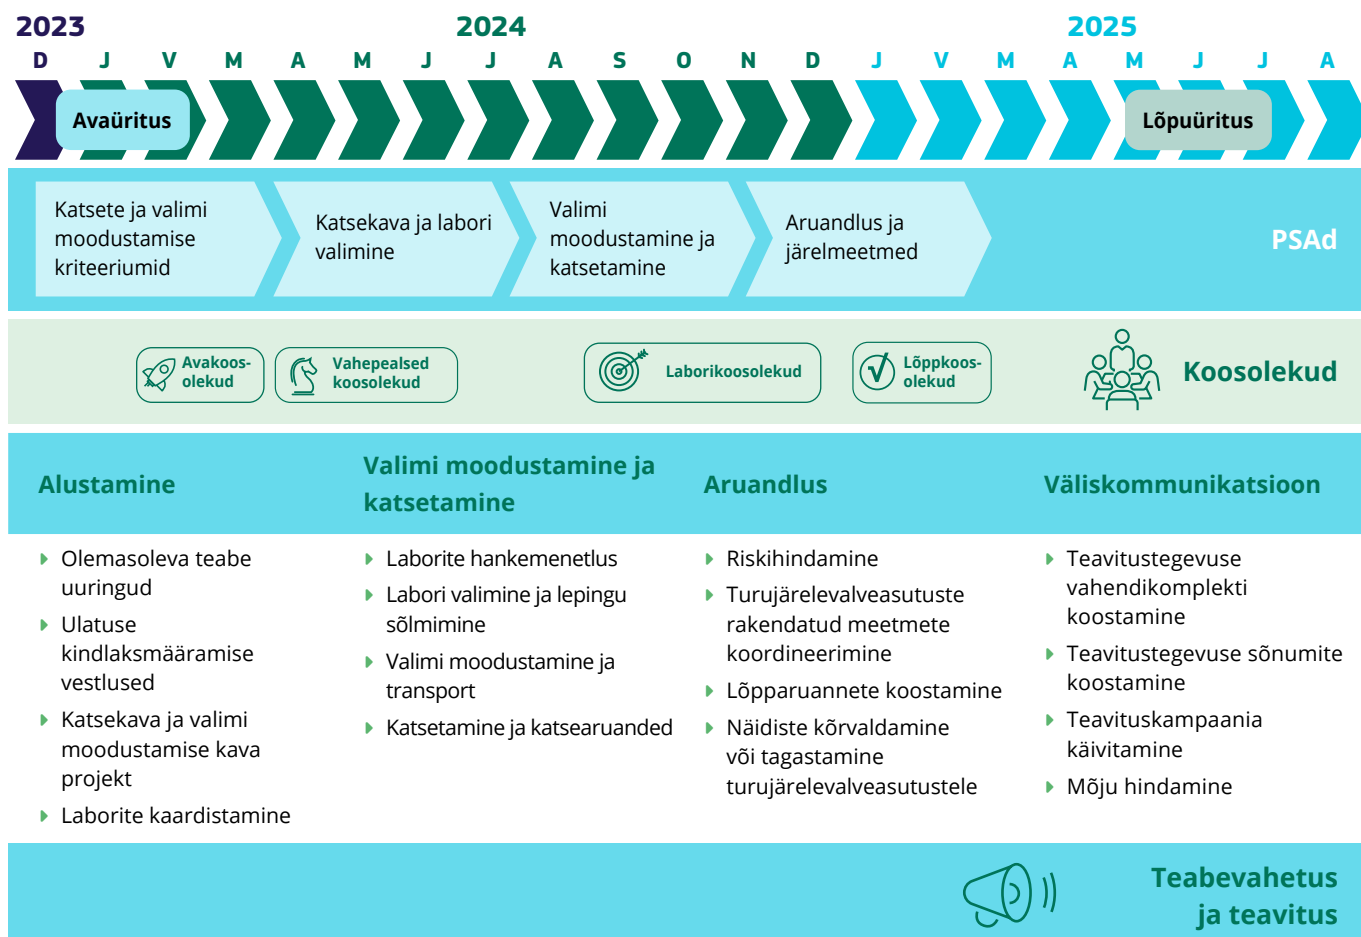 2023 2024 2025
D J V M A M J J A S O N D J V M A M J J A
Avaüritus
Lõpuüritus
Katsete ja valimi
moodustamise
kriteeriumid
Katsekava ja labori
valimine
Valimi
moodustamine ja
katsetamine
Aruandlus ja
järelmeetmed
PSAd
Avakoos-
olekud
Vahepealsed
koosolekud
Laborikoosolekud
Lõppkoos-
olekud
Koosolekud
Alustamine
Olemasoleva teabe
uuringud
Ulatuse
kindlaksmääramise
vestlused
Katsekava ja valimi
moodustamise kava
projekt
Laborite kaardistamine
Valimi moodustamine ja
katsetamine
Laborite hankemenetlus
Labori valimine ja lepingu
sõlmimine
Valimi moodustamine ja
transport
Katsetamine ja katsearuanded
Aruandlus
Riskihindamine
Turujärelevalveasutuste
rakendatud meetmete
koordineerimine
Lõpparuannete koostamine
Näidiste kõrvaldamine
või tagastamine
turujärelevalveasutustele
Väliskommunikatsioon
Teavitustegevuse
vahendikomplekti
koostamine
Teavitustegevuse sõnumite
koostamine
Teavituskampaania
käivitamine
Mõju hindamine
Teabevahetus
ja teavitus